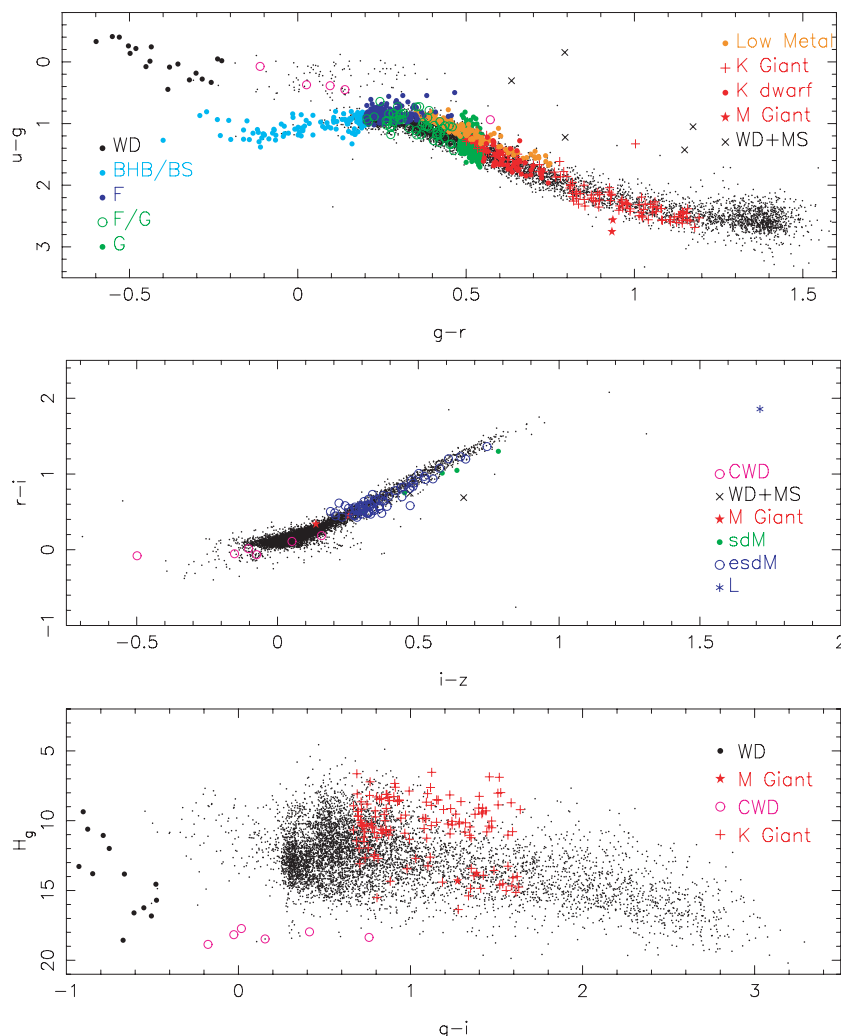 0
1
2
3
u-g
WD
BHB/BS
F
F/G
G
Low Metal
K Giant
K dwarf
M Giant
WD+MS
-0.5
0
0.5
1
1.5
g-r
2
1
0
-1
r-i
CWD
WD+MS
M Giant
sdM
esdM
L
-0.5
0
0.5
1
1.5
2
i-z
5
10
15
20
Hg
WD
M Giant
CWD
K Giant
-1
0
1
2
3
g-i